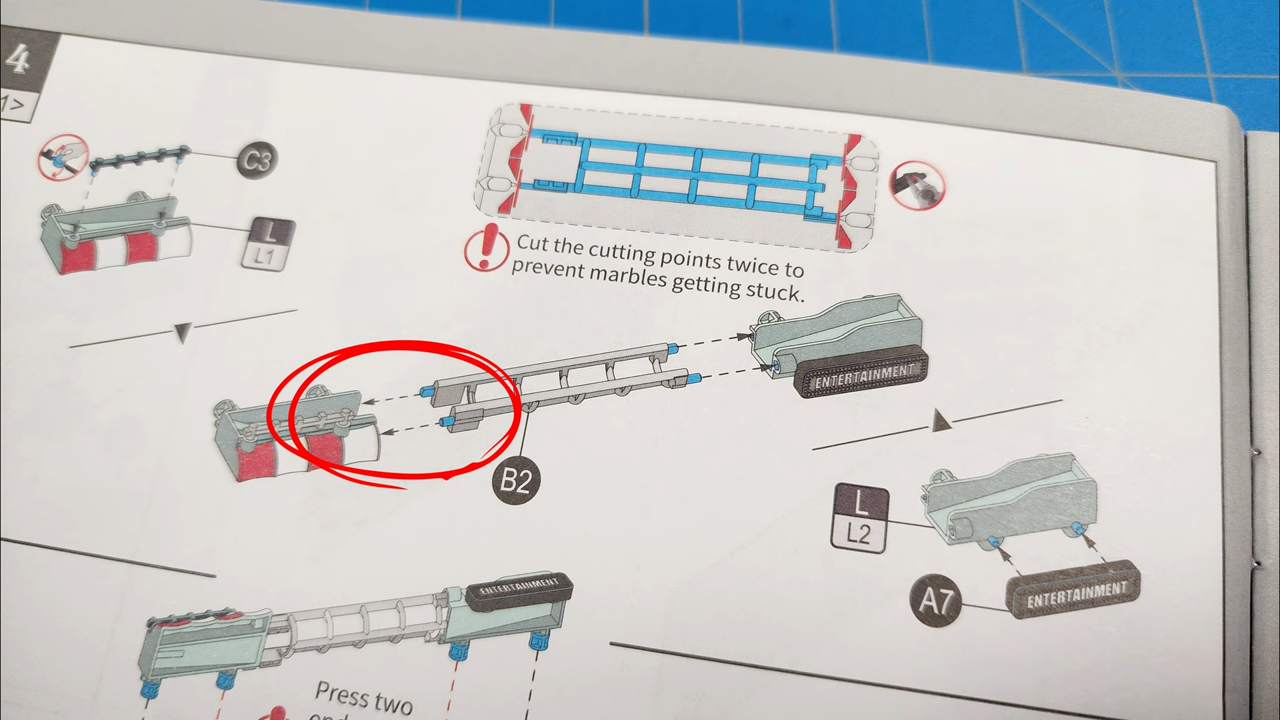 4
1>
C3
L
L1
Cut the cutting points twice to
prevent marbles getting stuck.
ENTERTAINMENT
B2
L
L2
A7
ENTERTAINMENT
ENTERTAINMENT
Press two